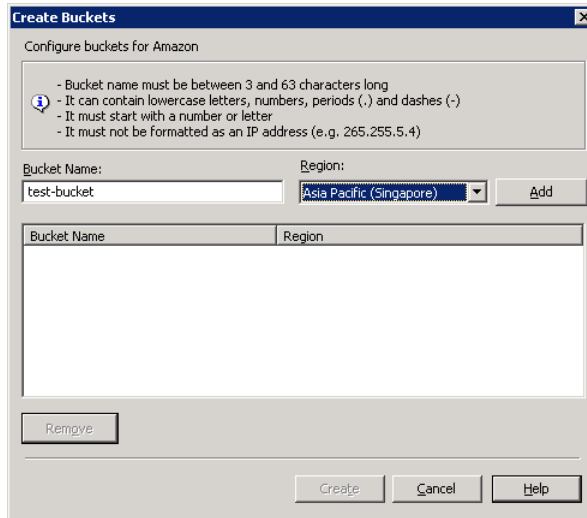 Create Buckets
Configure buckets for Amazon
- Bucket name must be between 3 and 63 characters long
- It can contain lowercase letters, numbers, periods (.) and dashes (-)
- It must start with a number or letter
- It must not be formatted as an IP address (e.g. 265.255.5.4)
Bucket Name:
Region:
test-bucket
Asia Pacific (Singapore)
Add
Bucket Name
Region
Remove
Create
Cancel
Help